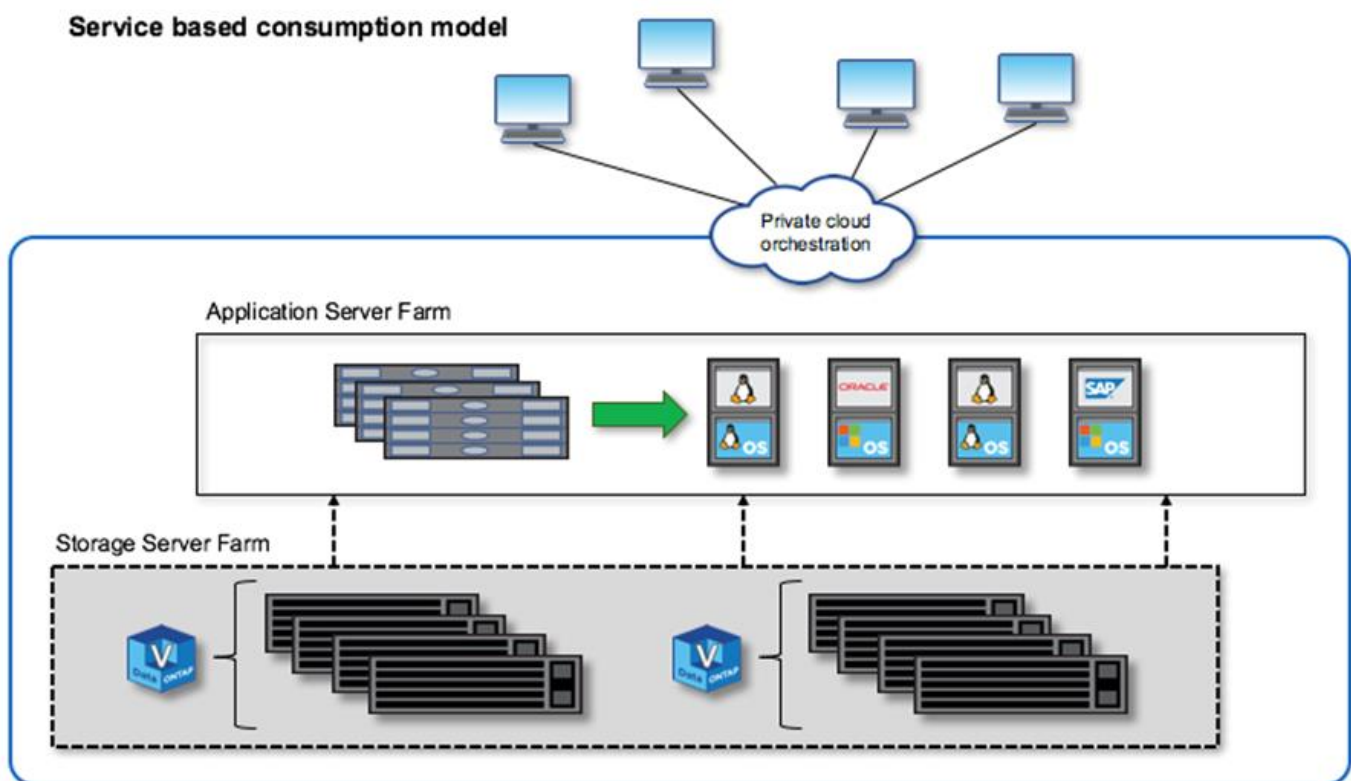 Service based consumption model
Private cloud
orchestration
Application Server Farm
ORACLE
SAP
OS
OS
OS
OS
Storage Server Farm
V
Data ONTAP
V
Data ONTAP